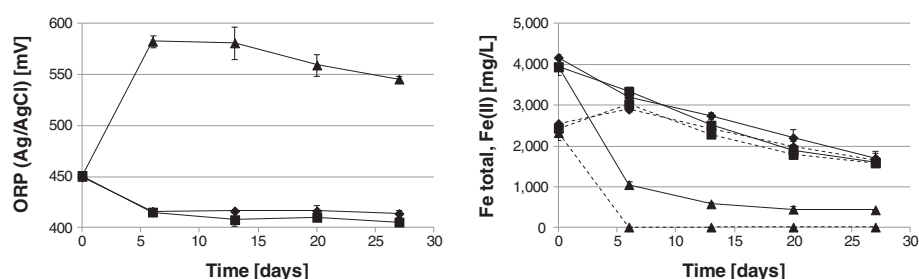 ORP (Ag/AgCl) [mV]
600
550
500
450
400
0 5 10 15 20 25 30
Time [days]
Fe total, Fe(II) [mg/L]
5,000
4,000
3,000
2,000
1,000
0
0 5 10 15 20 25 30
Time [days]